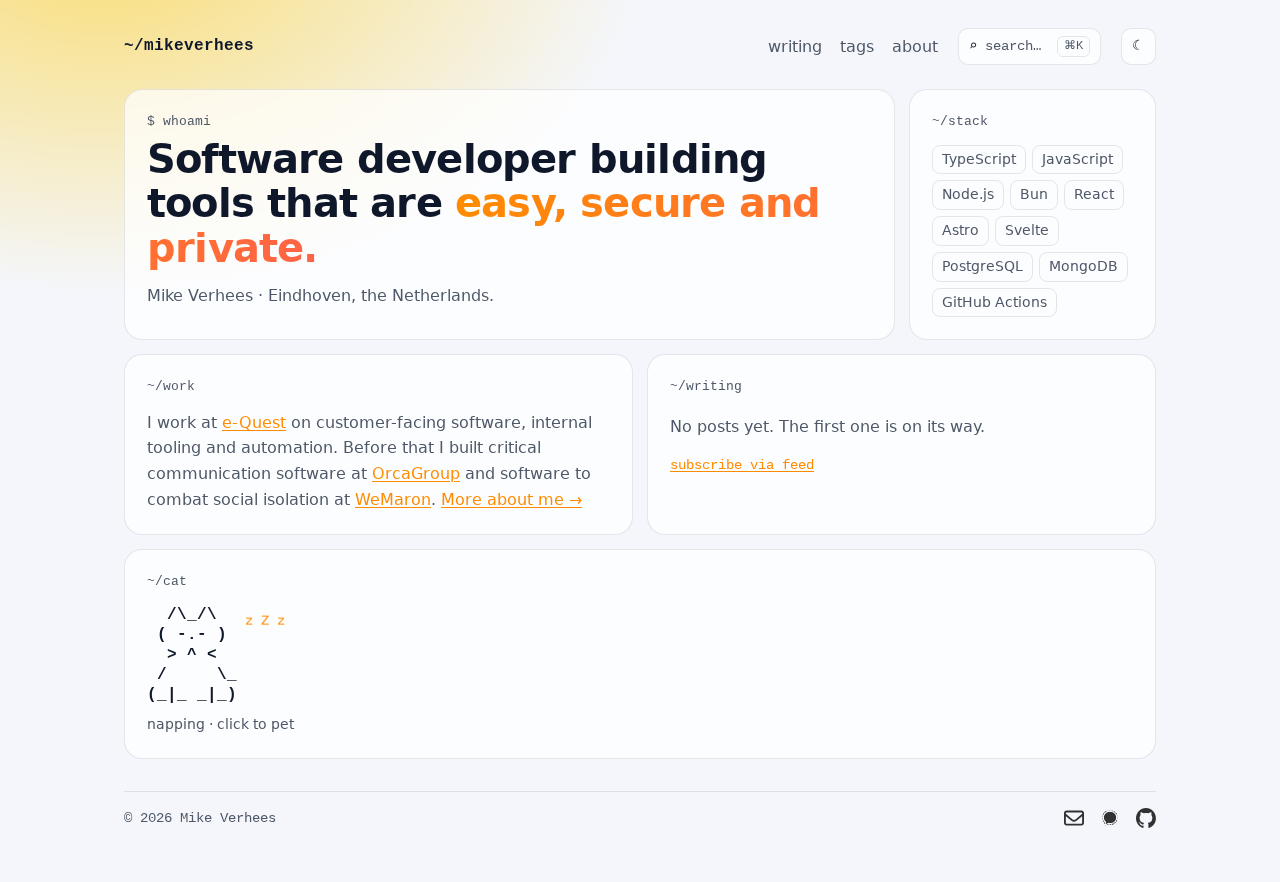 ~/mikeverhees
writing tags about search… ⌘K
$ whoami
Software developer building
tools that are easy, secure and
private.
Mike Verhees · Eindhoven, the Netherlands.
~/stack
TypeScript JavaScript
Node.js Bun React
Astro Svelte
PostgreSQL MongoDB
GitHub Actions
~/work
I work at e-Quest on customer-facing software, internal
tooling and automation. Before that I built critical
communication software at OrcaGroup and software to
combat social isolation at WeMaron. More about me →
~/writing
No posts yet. The first one is on its way.
subscribe via feed
~/cat
  /\_/\   z Z z
 ( -.- )
  > ^ <
 /     \_
(_|_ _|_)
napping · click to pet
© 2026 Mike Verhees